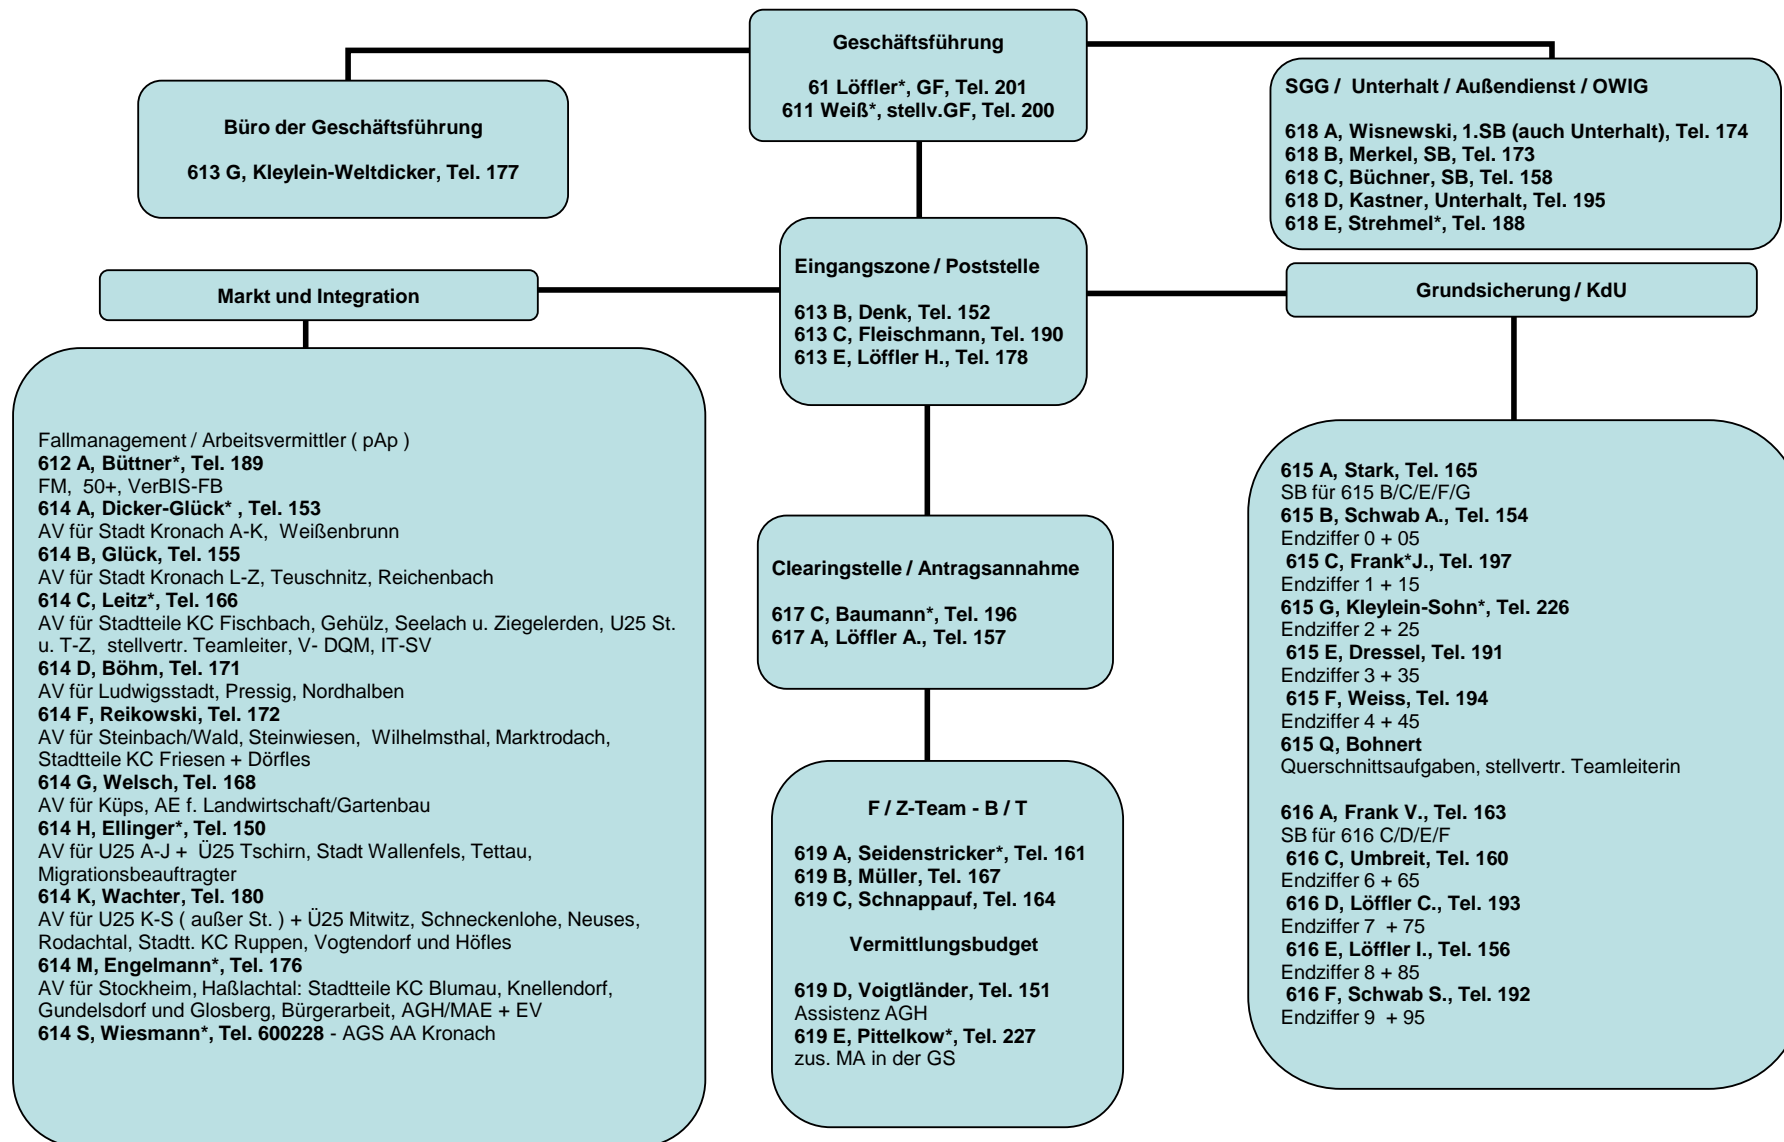 Geschäftsführung
61 Löffler*, GF, Tel. 201
611 Weiß*, stellv.GF, Tel. 200
Büro der Geschäftsführung
613 G, Kleylein-Weltdicker, Tel. 177
SGG / Unterhalt / Außendienst / OWIG
618 A, Wisnewski, 1.SB (auch Unterhalt), Tel. 174
618 B, Merkel, SB, Tel. 173
618 C, Büchner, SB, Tel. 158
618 D, Kastner, Unterhalt, Tel. 195
618 E, Strehmel*, Tel. 188
Eingangszone / Poststelle
613 B, Denk, Tel. 152
613 C, Fleischmann, Tel. 190
613 E, Löffler H., Tel. 178
Markt und Integration
Grundsicherung / KdU
Fallmanagement / Arbeitsvermittler ( pAp )
612 A, Büttner*, Tel. 189
FM, 50+, VerBIS-FB
614 A, Dicker-Glück* , Tel. 153
AV für Stadt Kronach A-K, Weißenbrunn
614 B, Glück, Tel. 155
AV für Stadt Kronach L-Z, Teuschnitz, Reichenbach
614 C, Leitz*, Tel. 166
AV für Stadtteile KC Fischbach, Gehülz, Seelach u. Ziegelerden, U25 St.
u. T-Z, stellvertr. Teamleiter, V- DQM, IT-SV
614 D, Böhm, Tel. 171
AV für Ludwigsstadt, Pressig, Nordhalben
614 F, Reikowski, Tel. 172
AV für Steinbach/Wald, Steinwiesen, Wilhelmsthal, Marktrodach,
Stadtteile KC Friesen + Dörfles
614 G, Welsch, Tel. 168
AV für Küps, AE f. Landwirtschaft/Gartenbau
614 H, Ellinger*, Tel. 150
AV für U25 A-J + Ü25 Tschirn, Stadt Wallenfels, Tettau,
Migrationsbeauftragter
614 K, Wachter, Tel. 180
AV für U25 K-S ( außer St. ) + Ü25 Mitwitz, Schneckenlohe, Neuses,
Rodachtal, Stadtt. KC Ruppen, Vogtendorf und Höfles
614 M, Engelmann*, Tel. 176
AV für Stockheim, Haßlachtal: Stadtteile KC Blumau, Knellendorf,
Gundelsdorf und Glosberg, Bürgerarbeit, AGH/MAE + EV
614 S, Wiesmann*, Tel. 600228 - AGS AA Kronach
Clearingstelle / Antragsannahme
617 C, Baumann*, Tel. 196
617 A, Löffler A., Tel. 157
F / Z-Team - B / T
619 A, Seidenstricker*, Tel. 161
619 B, Müller, Tel. 167
619 C, Schnappauf, Tel. 164
Vermittlungsbudget
619 D, Voigtländer, Tel. 151
Assistenz AGH
619 E, Pittelkow*, Tel. 227
zus. MA in der GS
615 A, Stark, Tel. 165
SB für 615 B/C/E/F/G
615 B, Schwab A., Tel. 154
Endziffer 0 + 05
615 C, Frank*J., Tel. 197
Endziffer 1 + 15
615 G, Kleylein-Sohn*, Tel. 226
Endziffer 2 + 25
615 E, Dressel, Tel. 191
Endziffer 3 + 35
615 F, Weiss, Tel. 194
Endziffer 4 + 45
615 Q, Bohnert
Querschnittsaufgaben, stellvertr. Teamleiterin
616 A, Frank V., Tel. 163
SB für 616 C/D/E/F
616 C, Umbreit, Tel. 160
Endziffer 6 + 65
616 D, Löffler C., Tel. 193
Endziffer 7 + 75
616 E, Löffler I., Tel. 156
Endziffer 8 + 85
616 F, Schwab S., Tel. 192
Endziffer 9 + 95